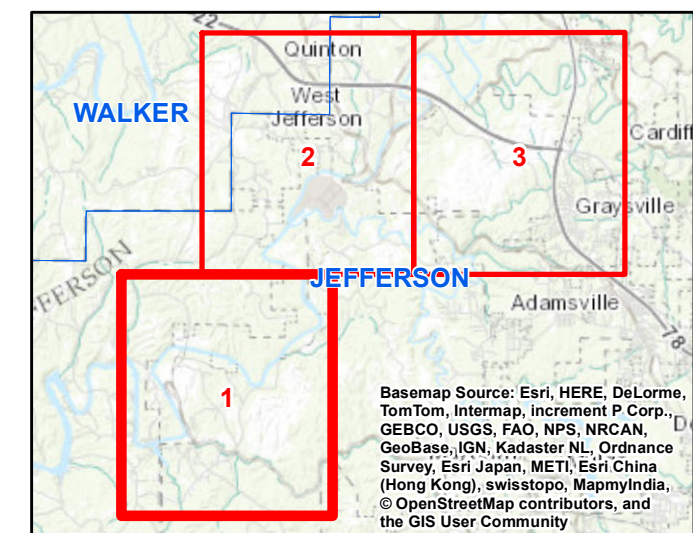 22
Quinton
West
Jefferson
WALKER
Cardiff
2
3
Graysville
JEFFERSON
FERSON
Adamsville
78
1
Basemap Source: Esri, HERE, DeLorme,
TomTom, Intermap, increment P Corp.,
GEBCO, USGS, FAO, NPS, NRCAN,
GeoBase, IGN, Kadaster NL, Ordnance
Survey, Esri Japan, METI, Esri China
(Hong Kong), swisstopo, MapmyIndia,
© OpenStreetMap contributors, and
the GIS User Community